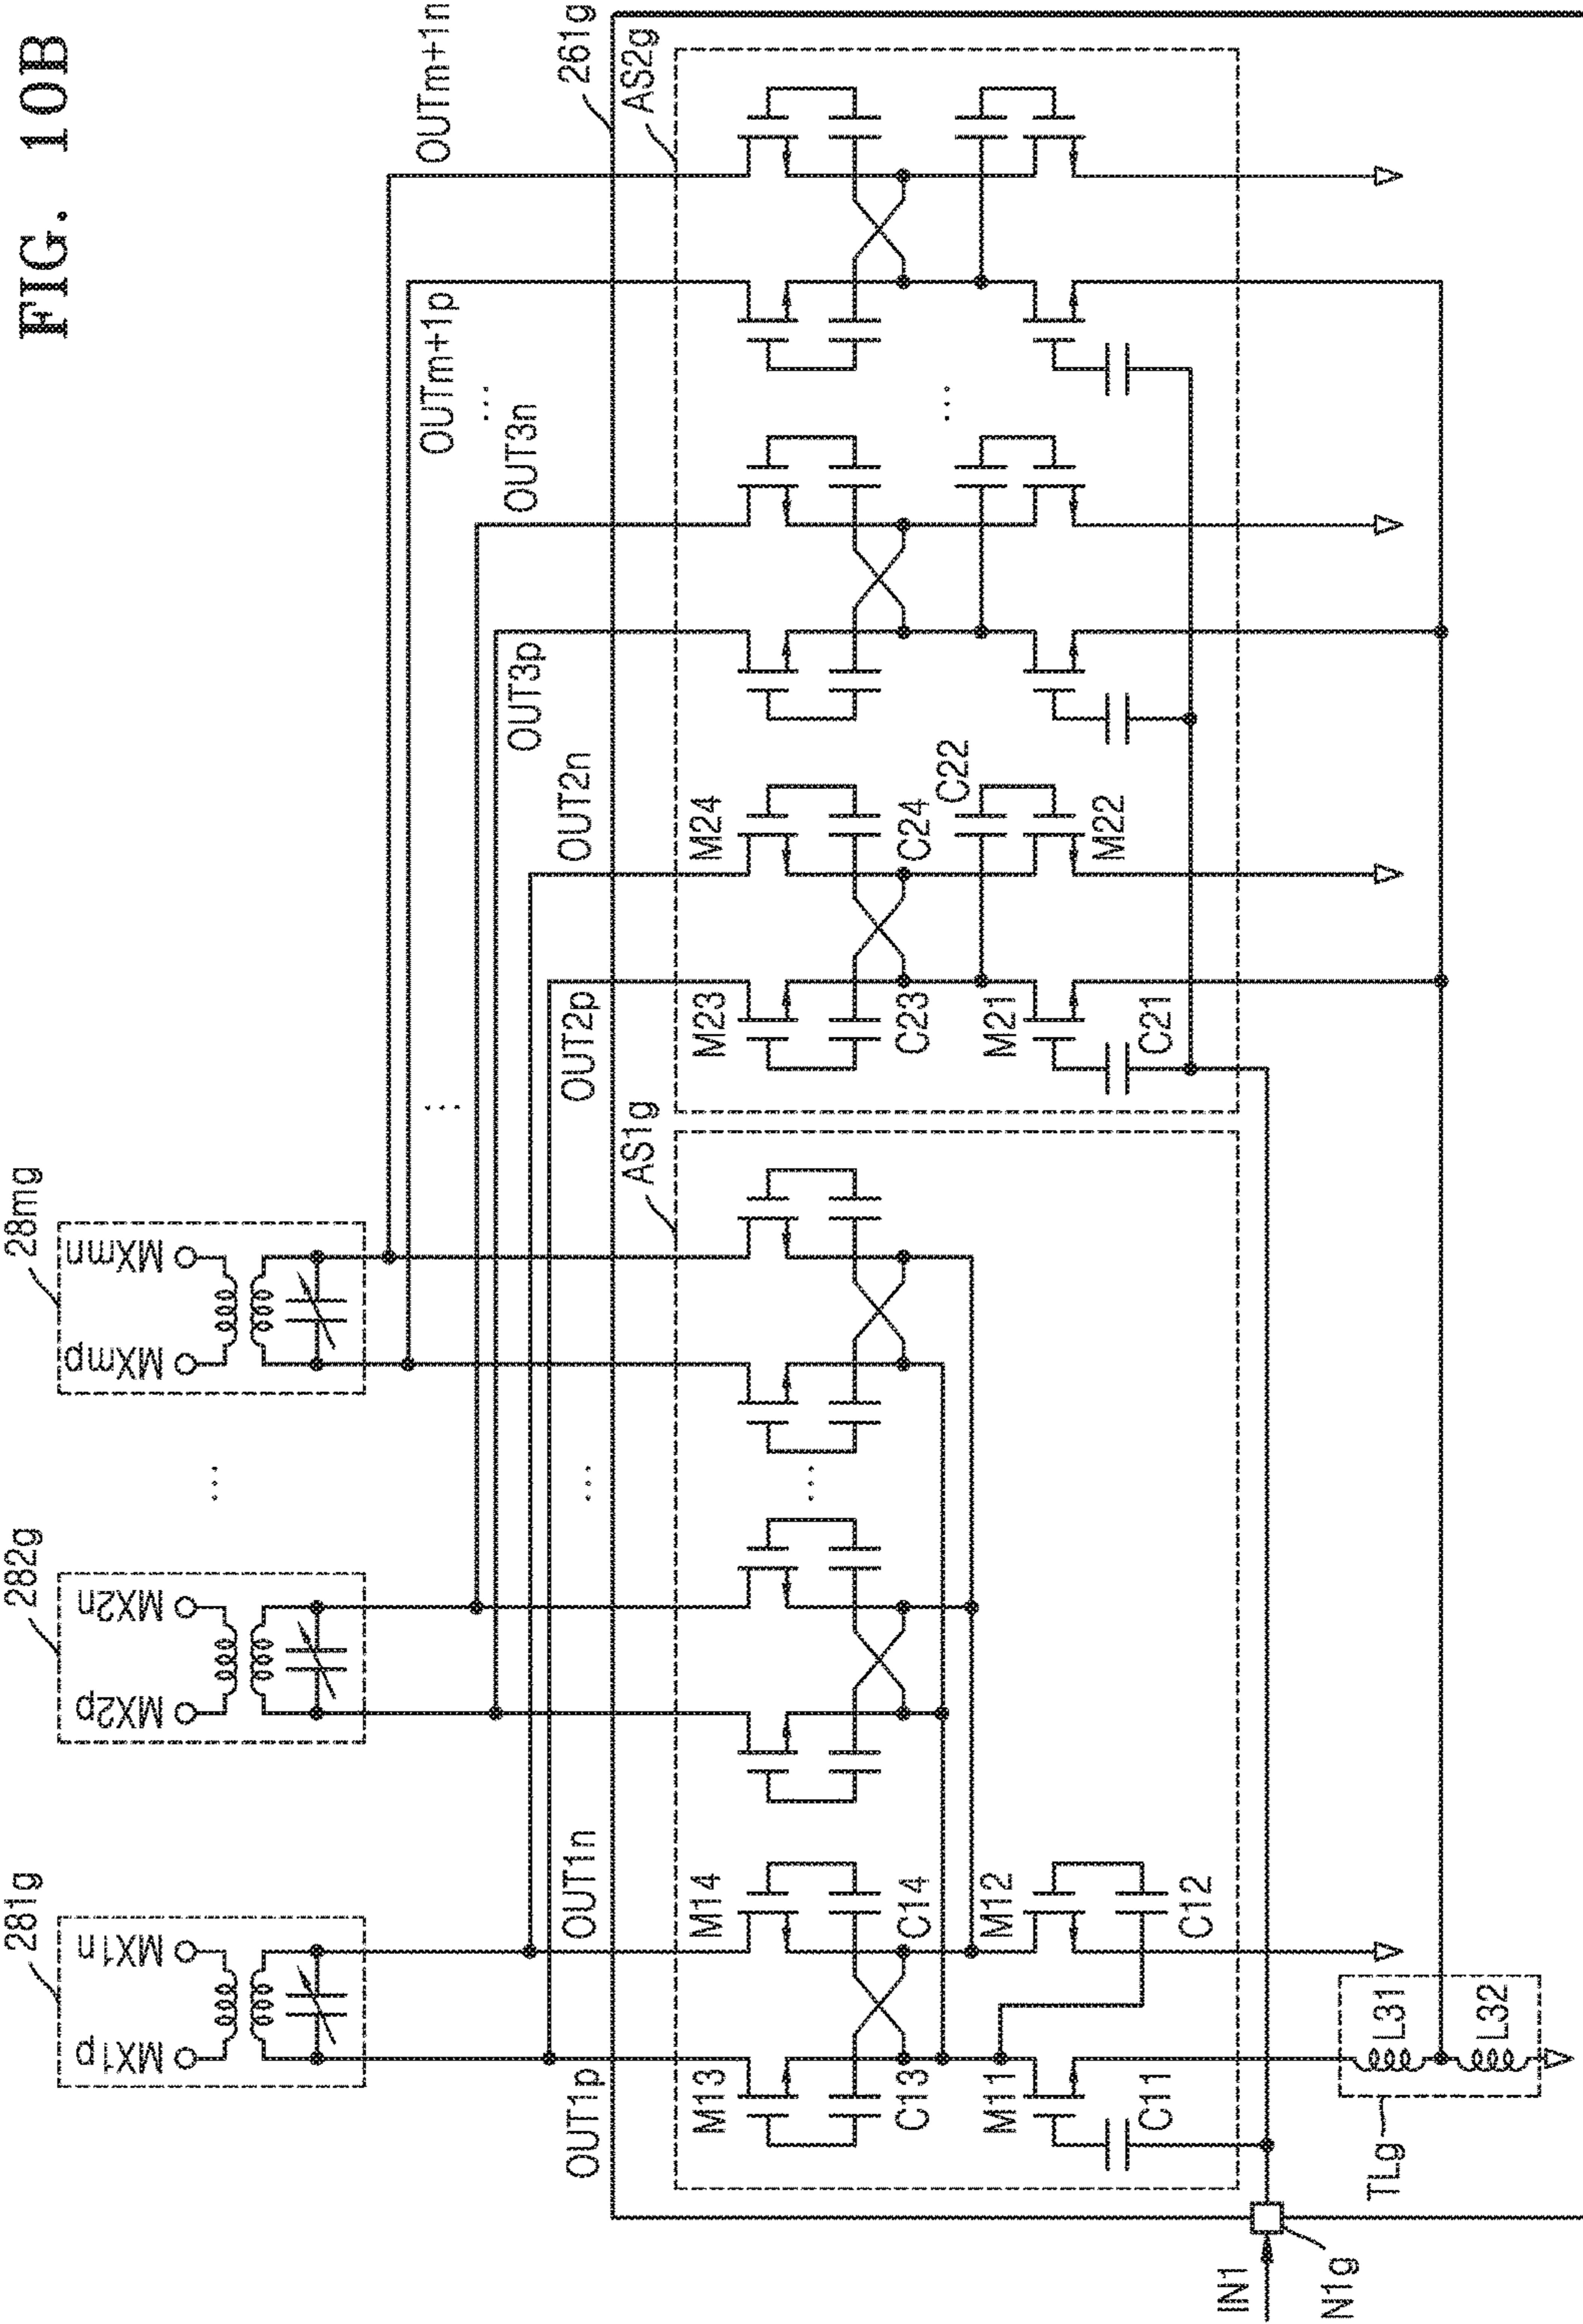 FIG. 10B
281g
282g
28mg
MX1p
MX1n
MX2p
MX2n
...
MXmp
MXmn
...
OUTm+1n
OUTm+1p
...
OUT3n
OUT3p
OUT2n
OUT2p
OUT1n
OUT1p
...
261g
AS1g
AS2g
M13
M14
...
M23
M24
C13
C14
C23
C24
...
C22
M11
M12
M21
M22
C11
C12
C21
IN1
N1g
TLg
L31
L32